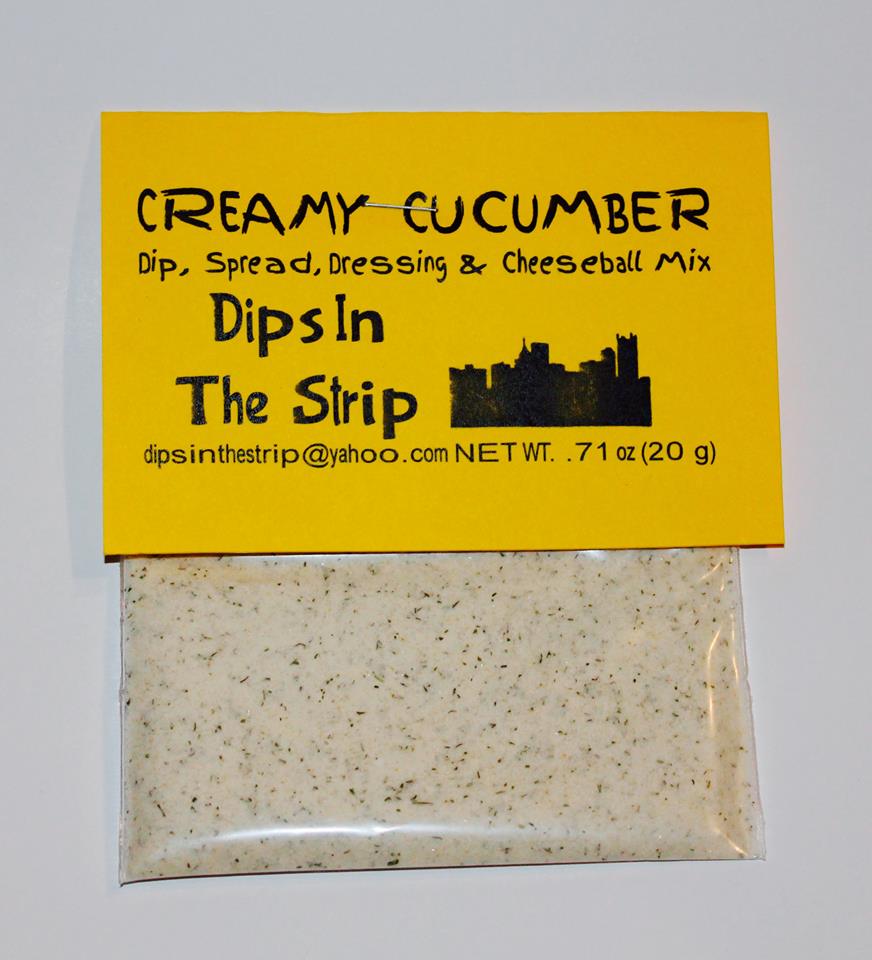 CREAMY CUCUMBER
Dip, Spread, Dressing & Cheeseball Mix
Dips In
The Strip
dipsinthestrip@yahoo.com NET WT. .71 oz (20 g)